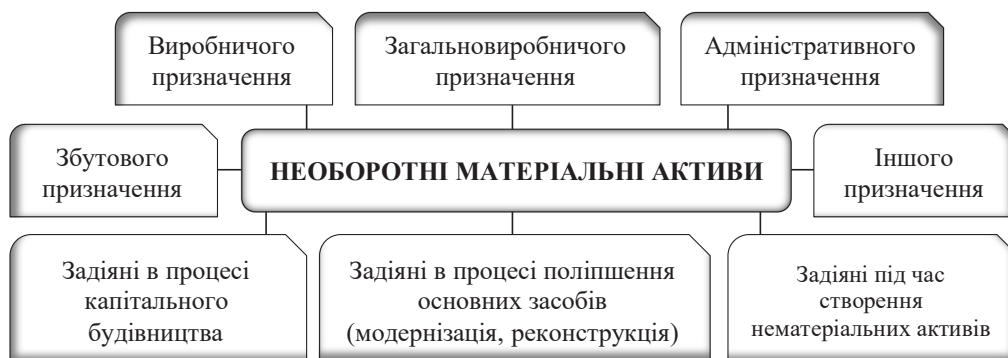 Виробничого
призначення
Загальновиробничого
призначення
Адміністративного
призначення
Збутового
призначення
НЕОБОРОТНІ МАТЕРІАЛЬНІ АКТИВИ
Іншого
призначення
Задіяні в процесі
капітального
будівництва
Задіяні в процесі поліпшення
основних засобів
(модернізація, реконструкція)
Задіяні під час
створення
нематеріальних активів